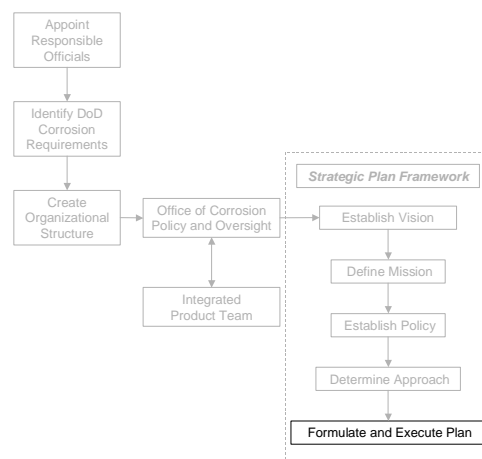 Appoint
Responsible
Officials
Identify DoD
Corrosion
Requirements
Create
Organizational
Structure
Office of Corrosion
Policy and Oversight
Integrated
Product Team
Strategic Plan Framework
Establish Vision
Define Mission
Establish Policy
Determine Approach
Formulate and Execute Plan